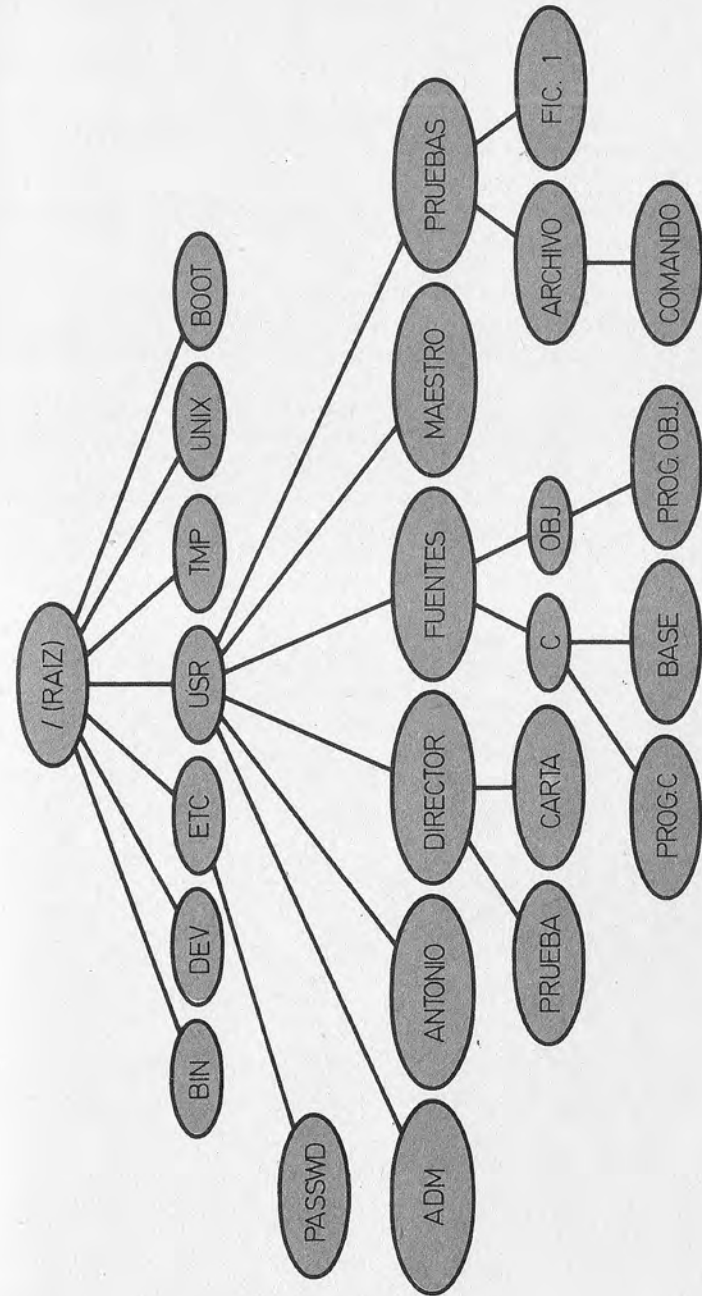 / (RAIZ)
BIN
DEV
ETC
USR
TMP
UNIX
BOOT
PASSWD
ADM
ANTONIO
DIRECTOR
FUENTES
MAESTRO
PRUEBAS
PRUEBA
CARTA
C
OBJ
ARCHIVO
FIC. 1
PROG.C
BASE
PROG. OBJ.
COMANDO